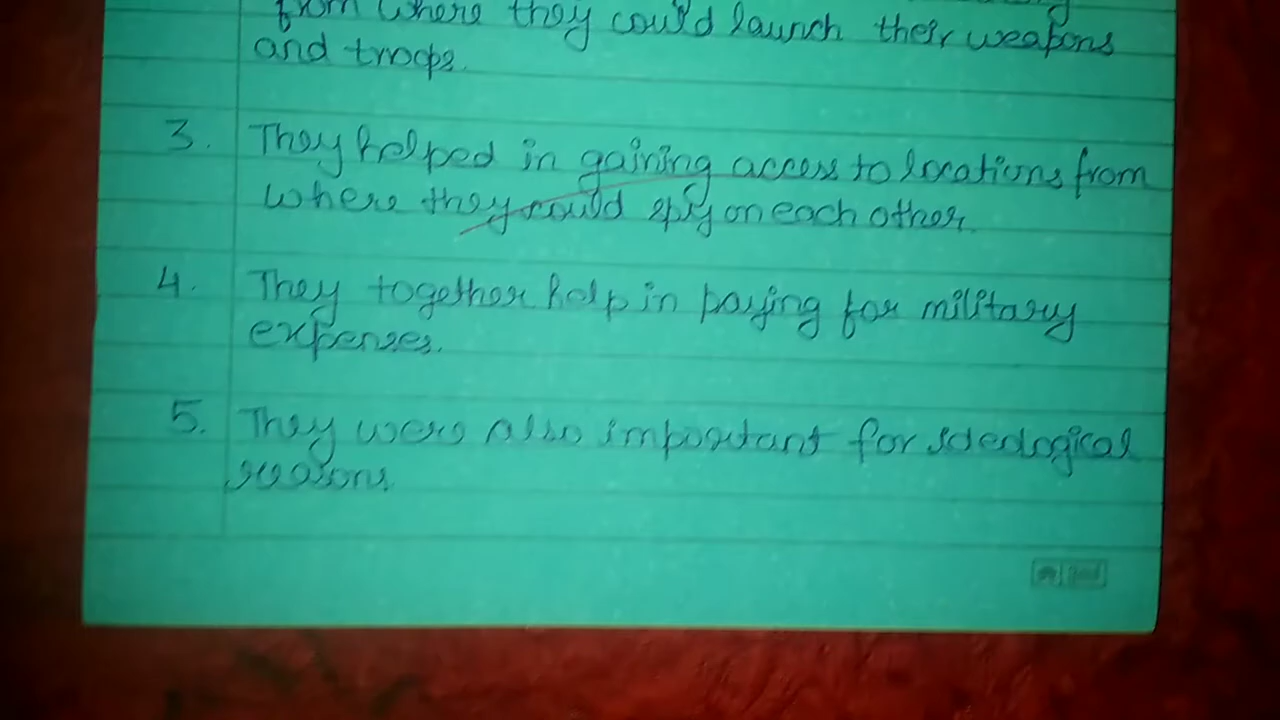 from where they could launch their weapons
and troops.
3. They helped in gaining access to locations from
where they could spy on each other.
4. They together help in paying for military
expenses.
5. They were also important for ideological
reasons.